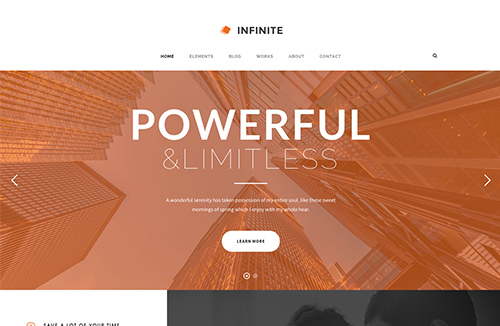 INFINITE
HOME ELEMENTS BLOG WORKS ABOUT CONTACT
POWERFUL
&LIMITLESS
A wonderful serenity has taken possession of my entire soul, like these sweet
mornings of spring which I enjoy with my whole hear.
LEARN MORE
SAVE A LOT OF YOUR TIME